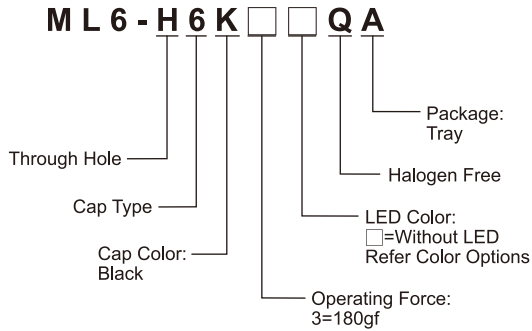 ML6-H6K□□QA
Package:
Tray
Through Hole
Halogen Free
Cap Type
LED Color:
□=Without LED
Refer Color Options
Cap Color:
Black
Operating Force:
3=180gf